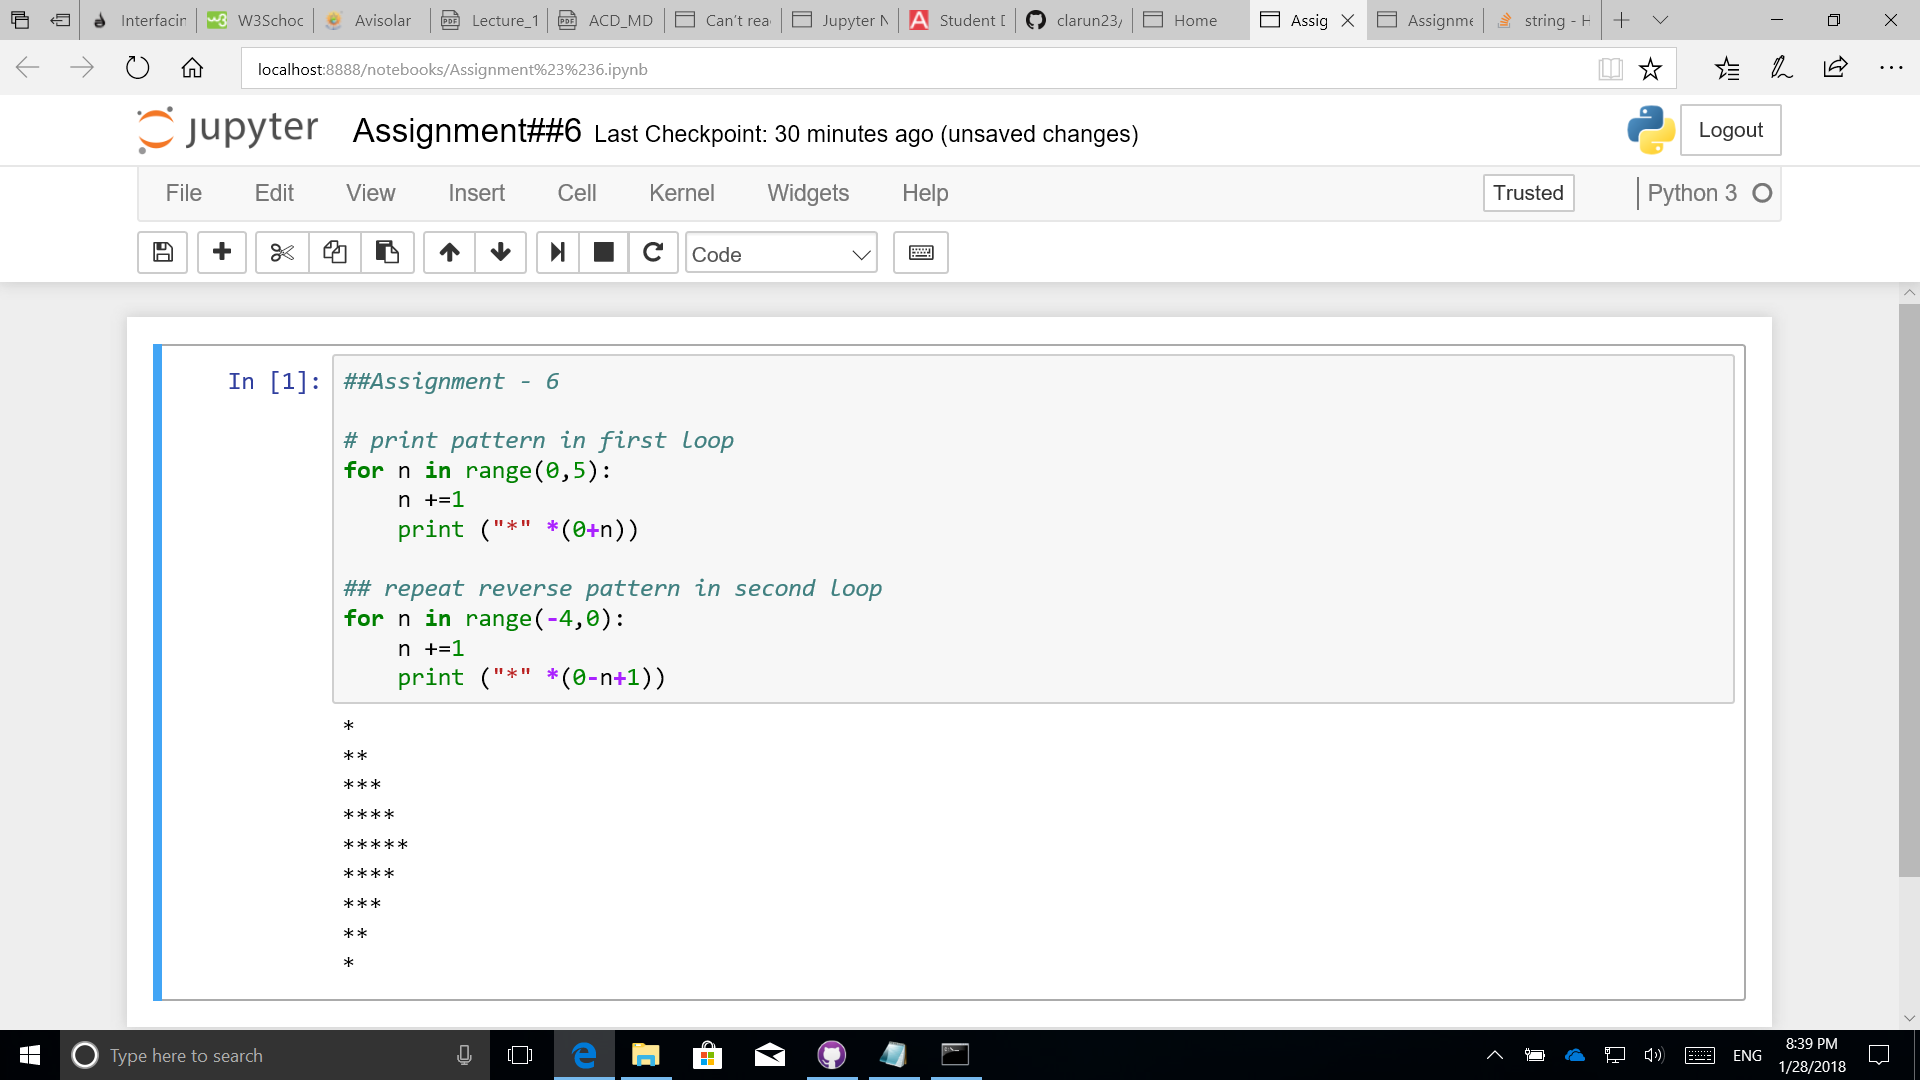 Interfacin W3Schoc Avisolar Lecture_1 ACD_MD Can't rea Jupyter N Student D clarun23/ Home Assig Assignme string - H
localhost:8888/notebooks/Assignment%23%236.ipynb
jupyter Assignment##6 Last Checkpoint: 30 minutes ago (unsaved changes) Logout
File Edit View Insert Cell Kernel Widgets Help Trusted Python 3
Code
In [1]: ##Assignment - 6
# print pattern in first loop
for n in range(0,5):
    n +=1
    print ("*" *(0+n))
## repeat reverse pattern in second loop
for n in range(-4,0):
    n +=1
    print ("*" *(0-n+1))
*
**
***
****
*****
****
***
**
*
Type here to search ENG 8:39 PM
1/28/2018